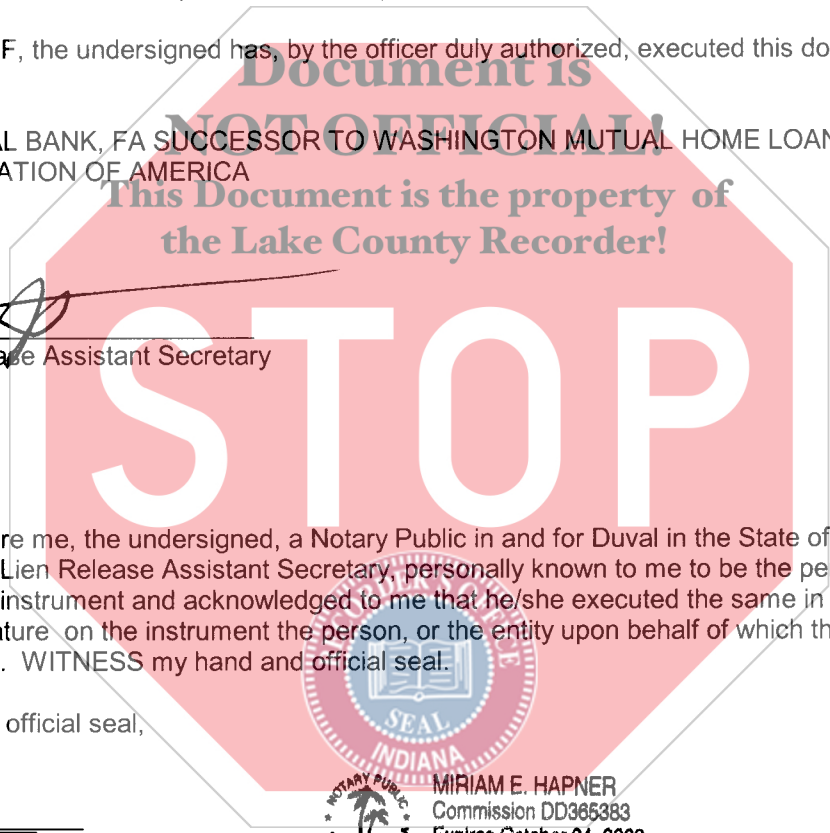 F, the undersigned has, by the officer duly authorized, executed this do
Document is
NOT OFFICIAL!
AL BANK, FA SUCCESSOR TO WASHINGTON MUTUAL HOME LOAN
ATION OF AMERICA
This Document is the property of
the Lake County Recorder!
STOP
ase Assistant Secretary
re me, the undersigned, a Notary Public in and for Duval in the State of
Lien Release Assistant Secretary, personally known to me to be the pe
instrument and acknowledged to me that he/she executed the same in
ature on the instrument the person, or the entity upon behalf of which th
. WITNESS my hand and official seal.
RECORDER'S OFFICE
SEAL
INDIANA
official seal,
NOTARY PUBLIC
MIRIAM E. HAPNER
Commission DD365383
Expires October